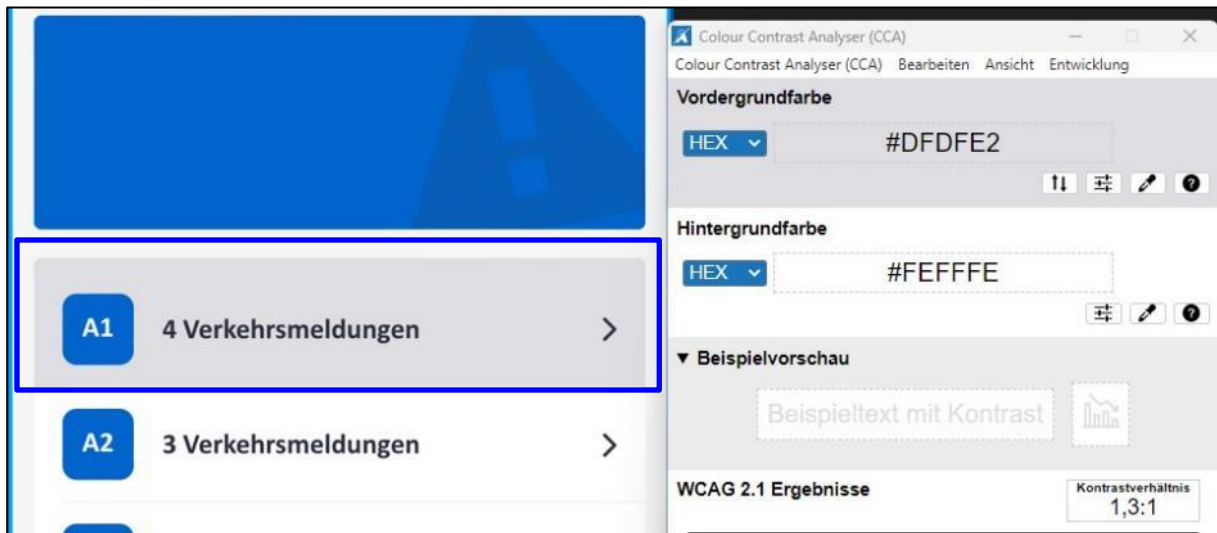 A1
4 Verkehrsmeldungen
A2
3 Verkehrsmeldungen
Colour Contrast Analyser (CCA)
Colour Contrast Analyser (CCA) Bearbeiten Ansicht Entwicklung
Vordergrundfarbe
HEX
#DFDFE2
Hintergrundfarbe
HEX
#FEFFFE
▼ Beispielvorschau
Beispieltext mit Kontrast
WCAG 2.1 Ergebnisse
Kontrastverhältnis
1,3:1